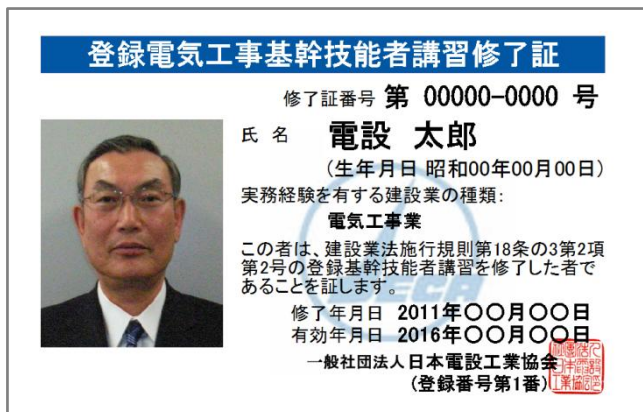 登録電気工事基幹技能者講習修了証
修了証番号 第 00000-0000 号
氏 名 電設 太郎
(生年月日 昭和00年00月00日)
実務経験を有する建設業の種類:
電気工事業
この者は、建設業法施行規則第18条の3第2項
第2号の登録基幹技能者講習を修了した者で
あることを証します。
修了年月日 2011年〇〇月〇〇日
有効年月日 2016年〇〇月〇〇日
一般社団法人日本電設工業協会
(登録番号第1番)
JECA